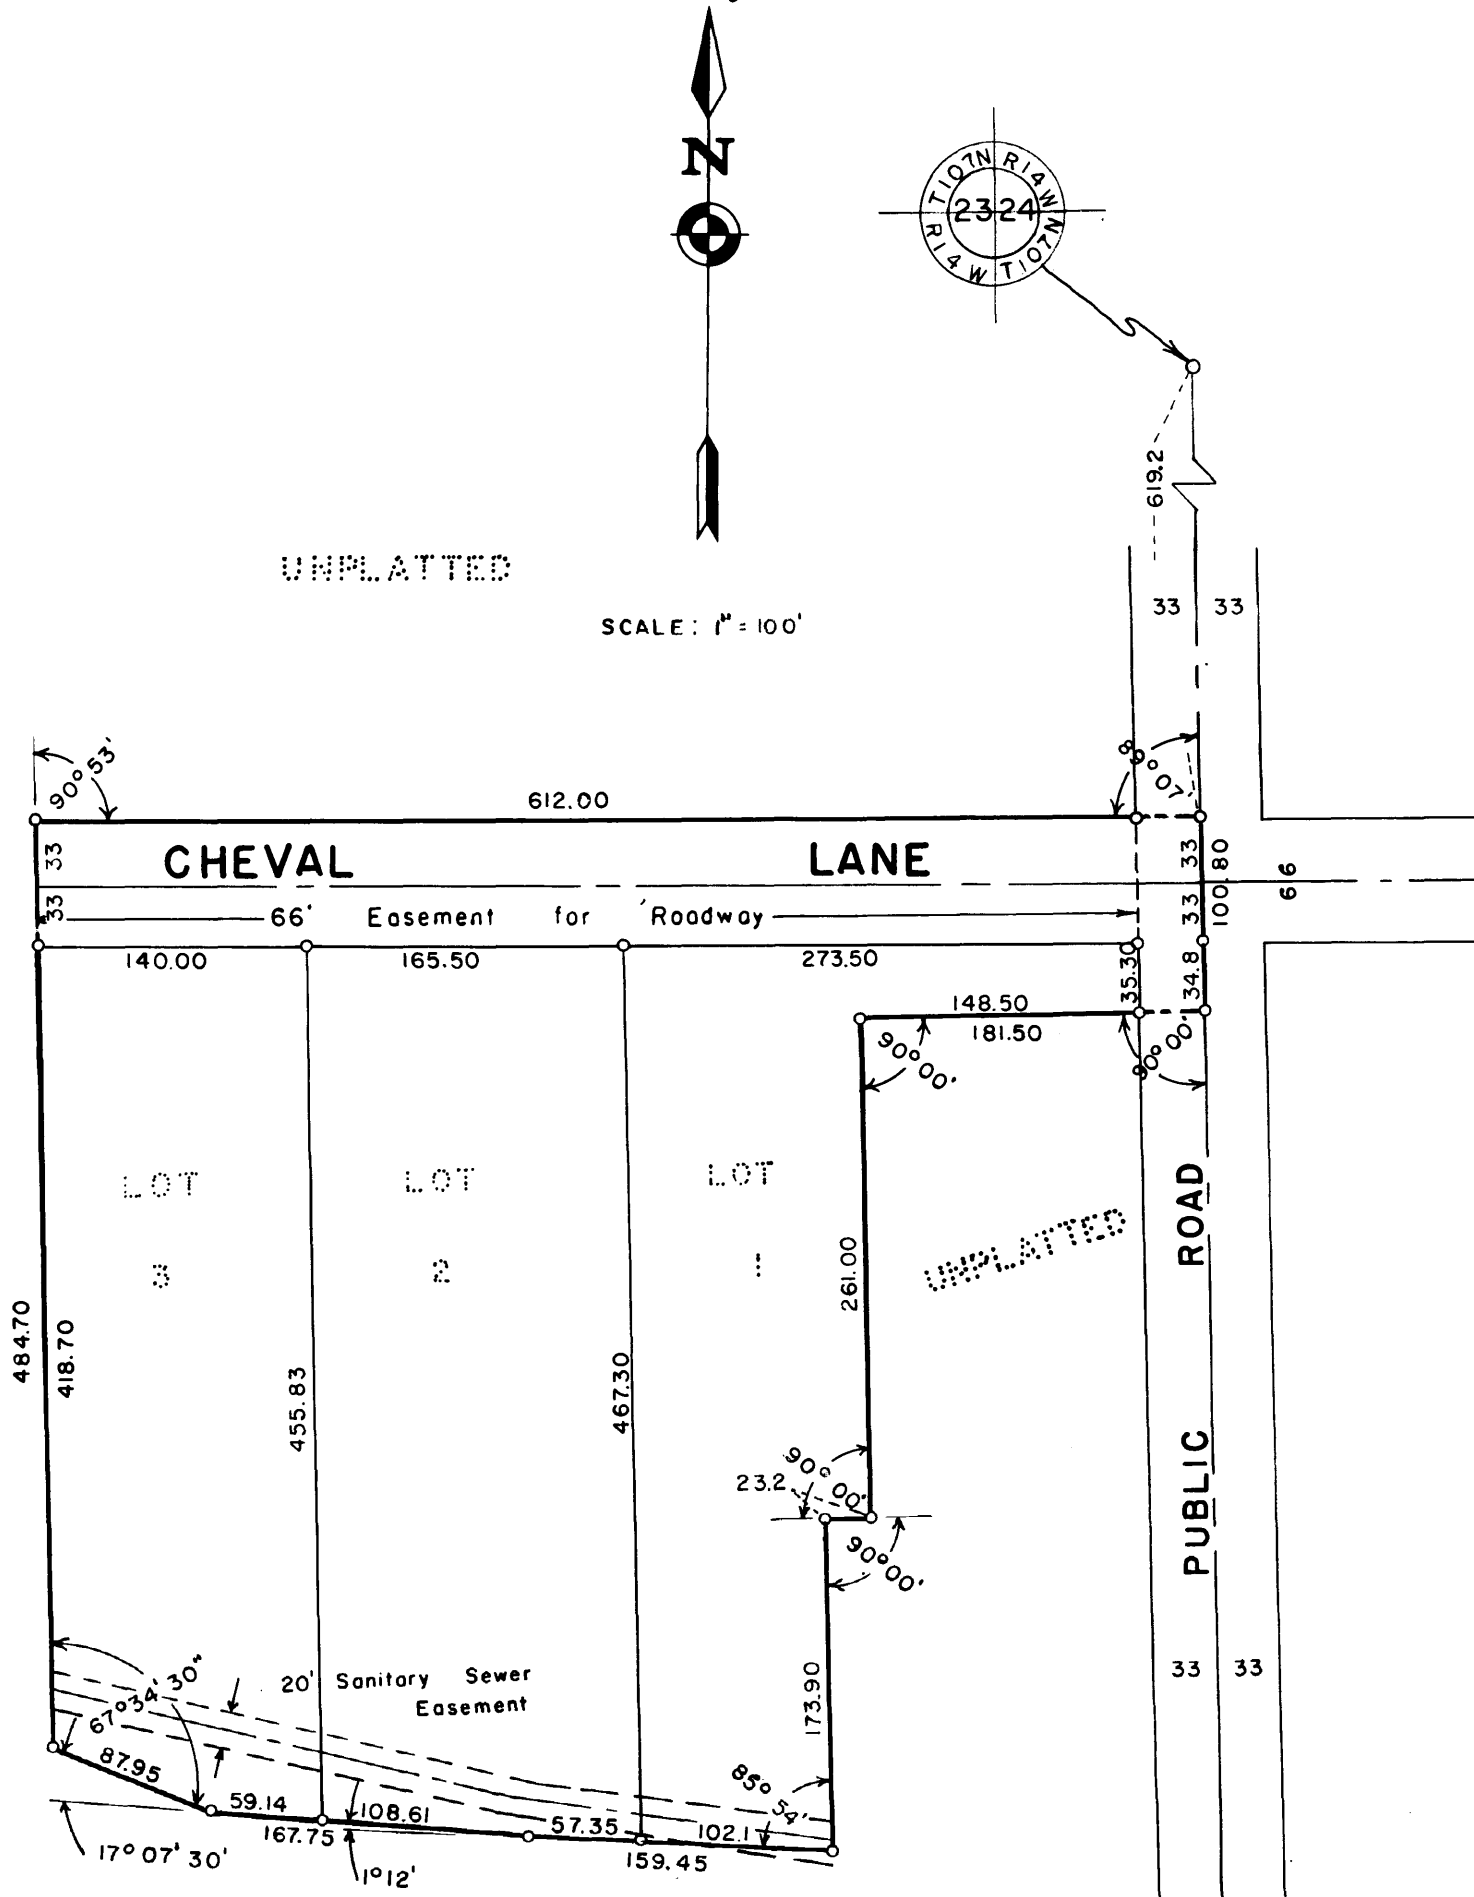 N
T107N R14W
23 24
R14W T107N
619.2
UNPLATTED
33 33
SCALE: 1" = 100'
90° 53'
89° 07'
612.00
33
CHEVAL LANE
33
100.80
66
33
66' Easement for Roadway
33
140.00 165.50 273.50
35.30
34.8
148.50
181.50
90° 00'
90° 00'
LOT LOT LOT
3 2 1
UNPLATTED
ROAD
261.00
484.70
418.70
455.83
467.30
PUBLIC
90° 00'
23.2
90° 00'
67° 34' 30"
20' Sanitary Sewer
Easement
173.90
33 33
87.95
85° 54'
59.14 108.61 57.35 102.1
167.75 159.45
17° 07' 30'
1° 12'